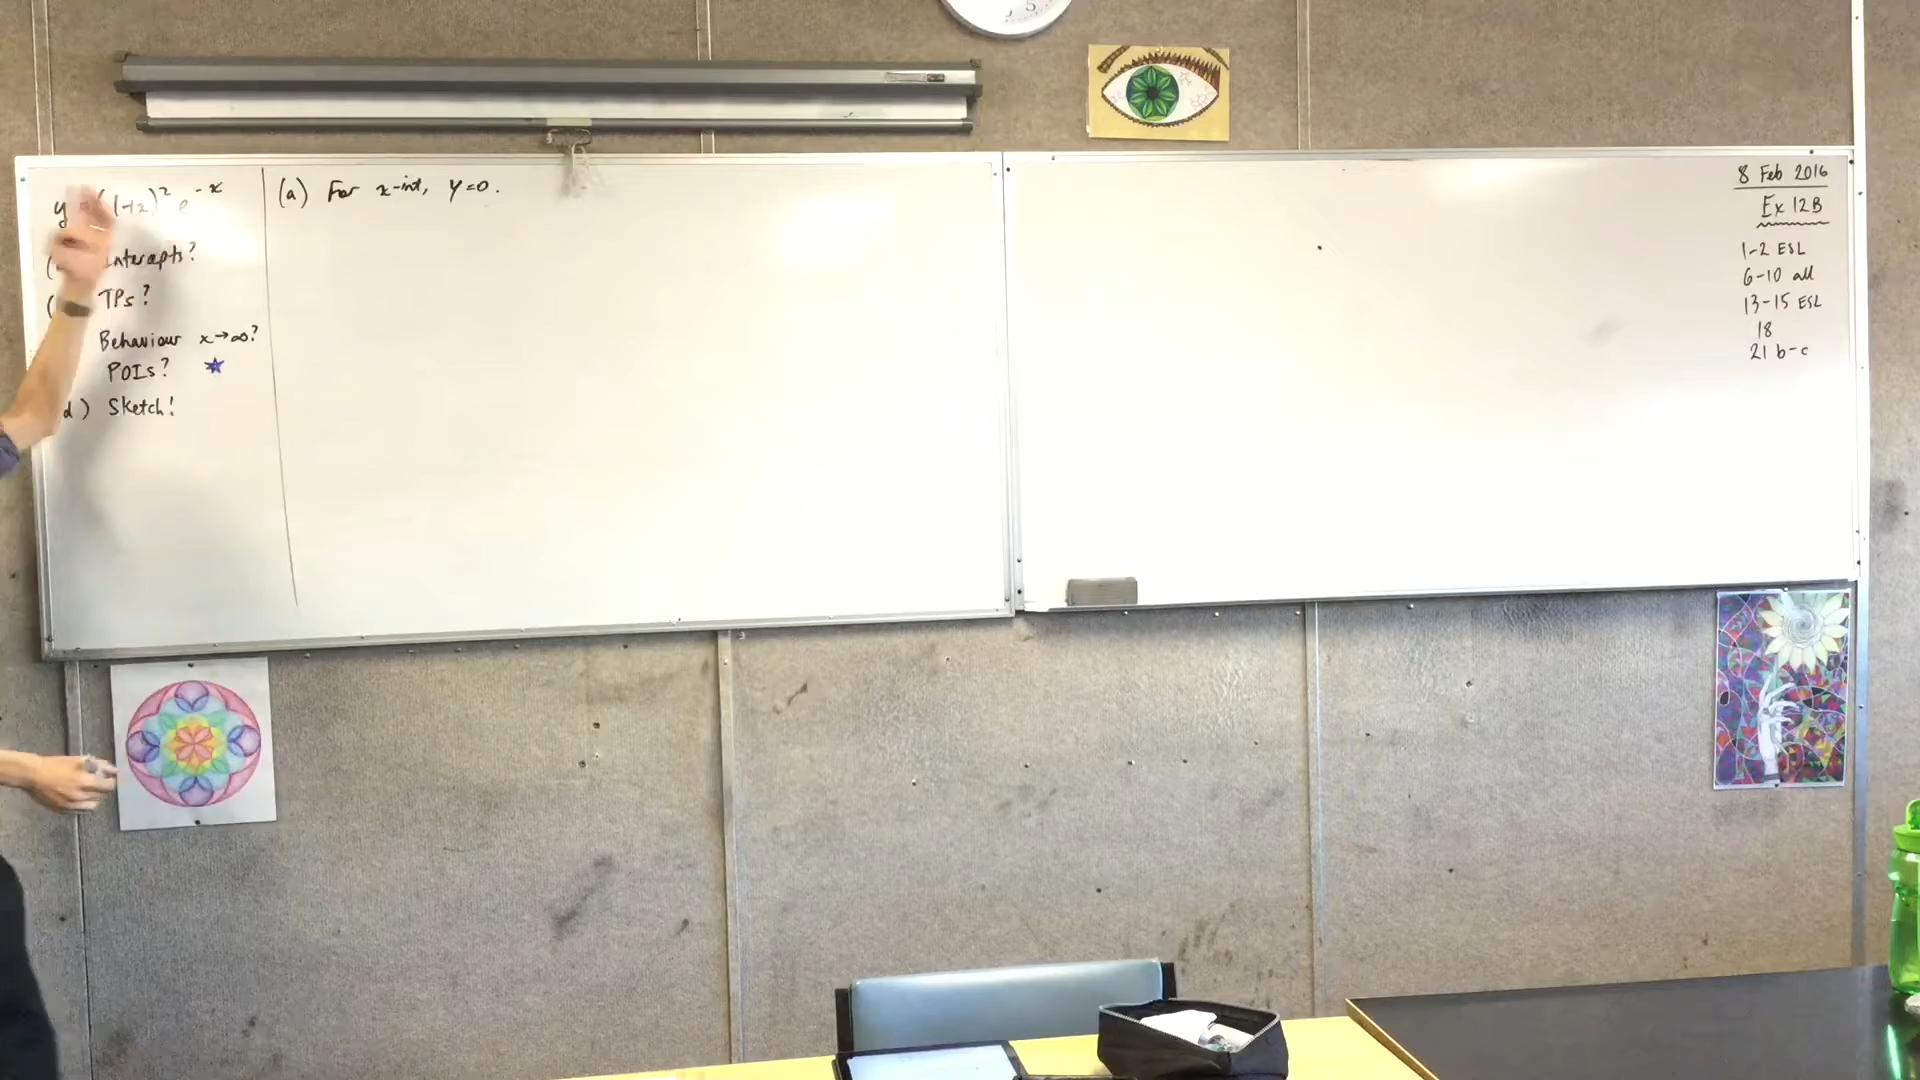 y = (1-x)² e⁻ˣ
Intercepts?
TPs?
Behaviour x→∞?
POIs?
d) Sketch!
(a) For x-int, y=0.
8 Feb 2016
Ex 12B
1-2 ESL
6-10 all
13-15 ESL
18
21 b-c
5